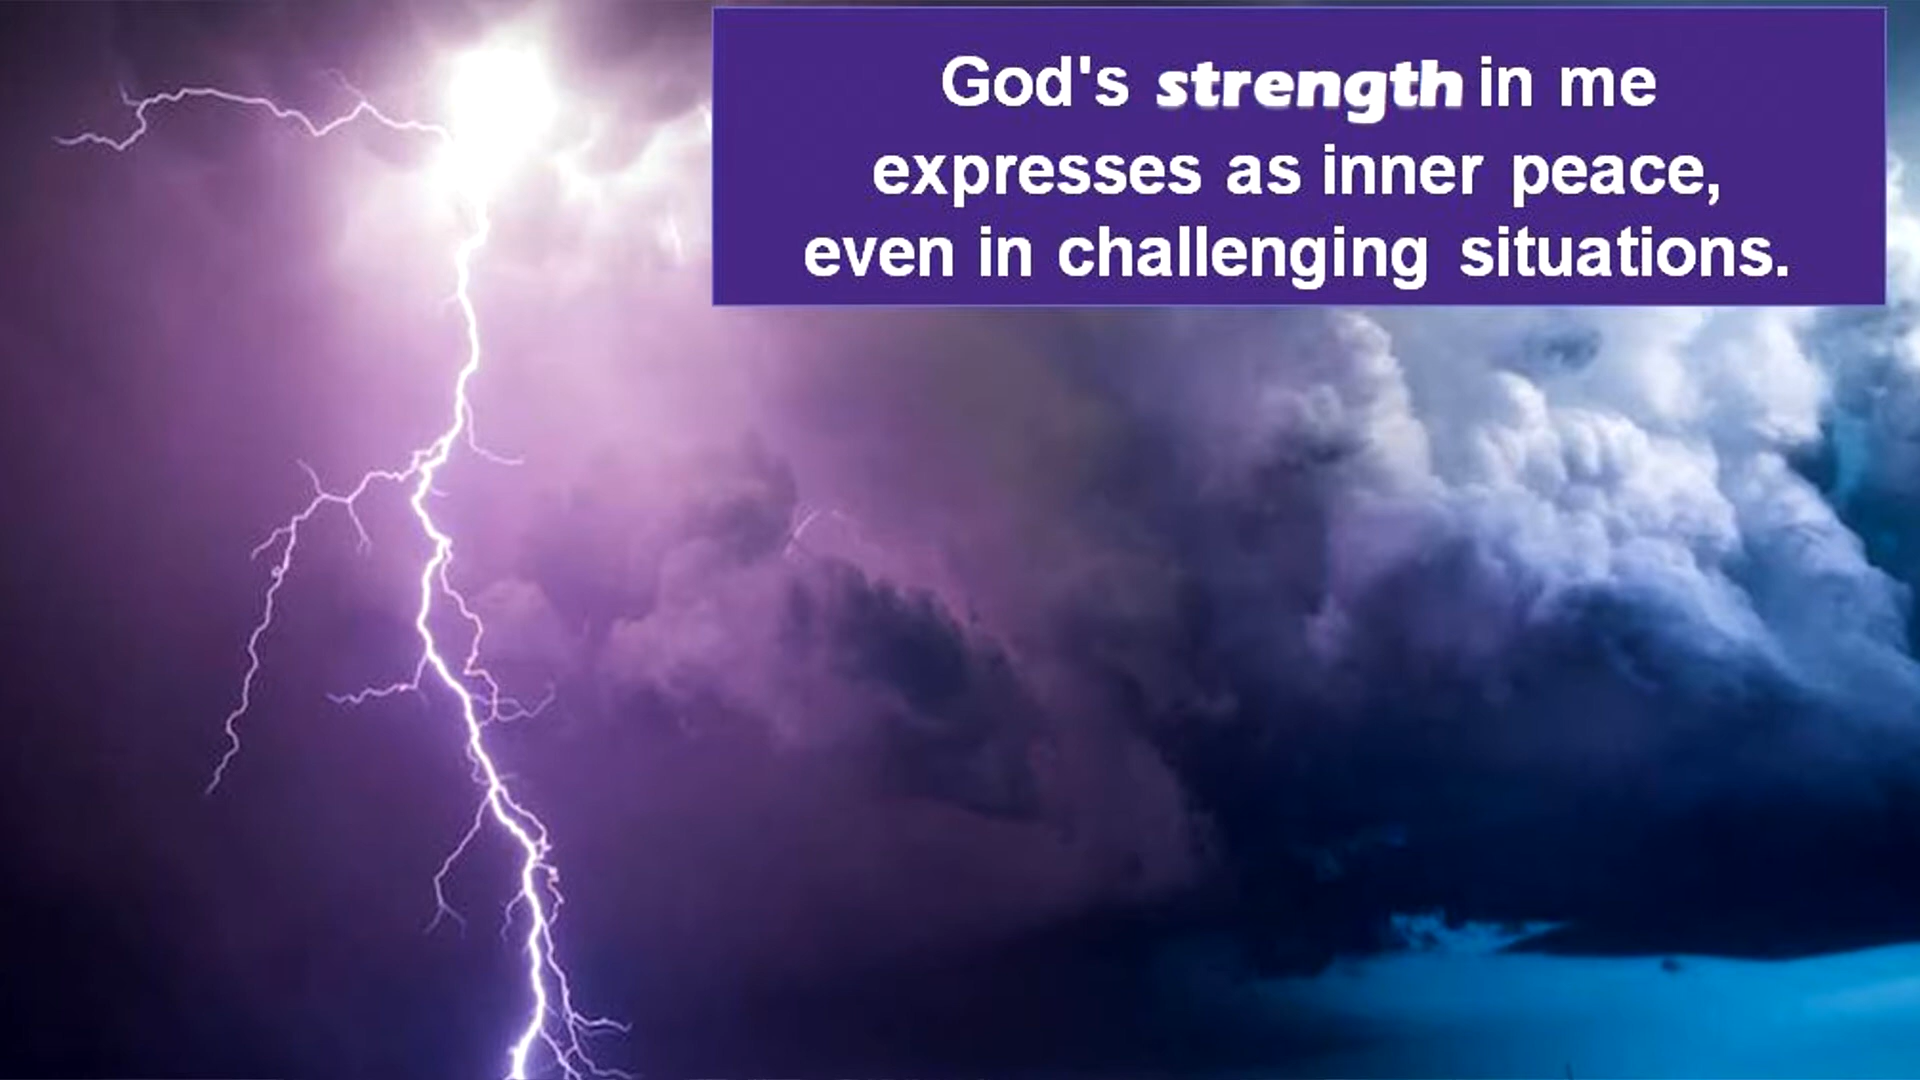 God's strength in me
expresses as inner peace,
even in challenging situations.